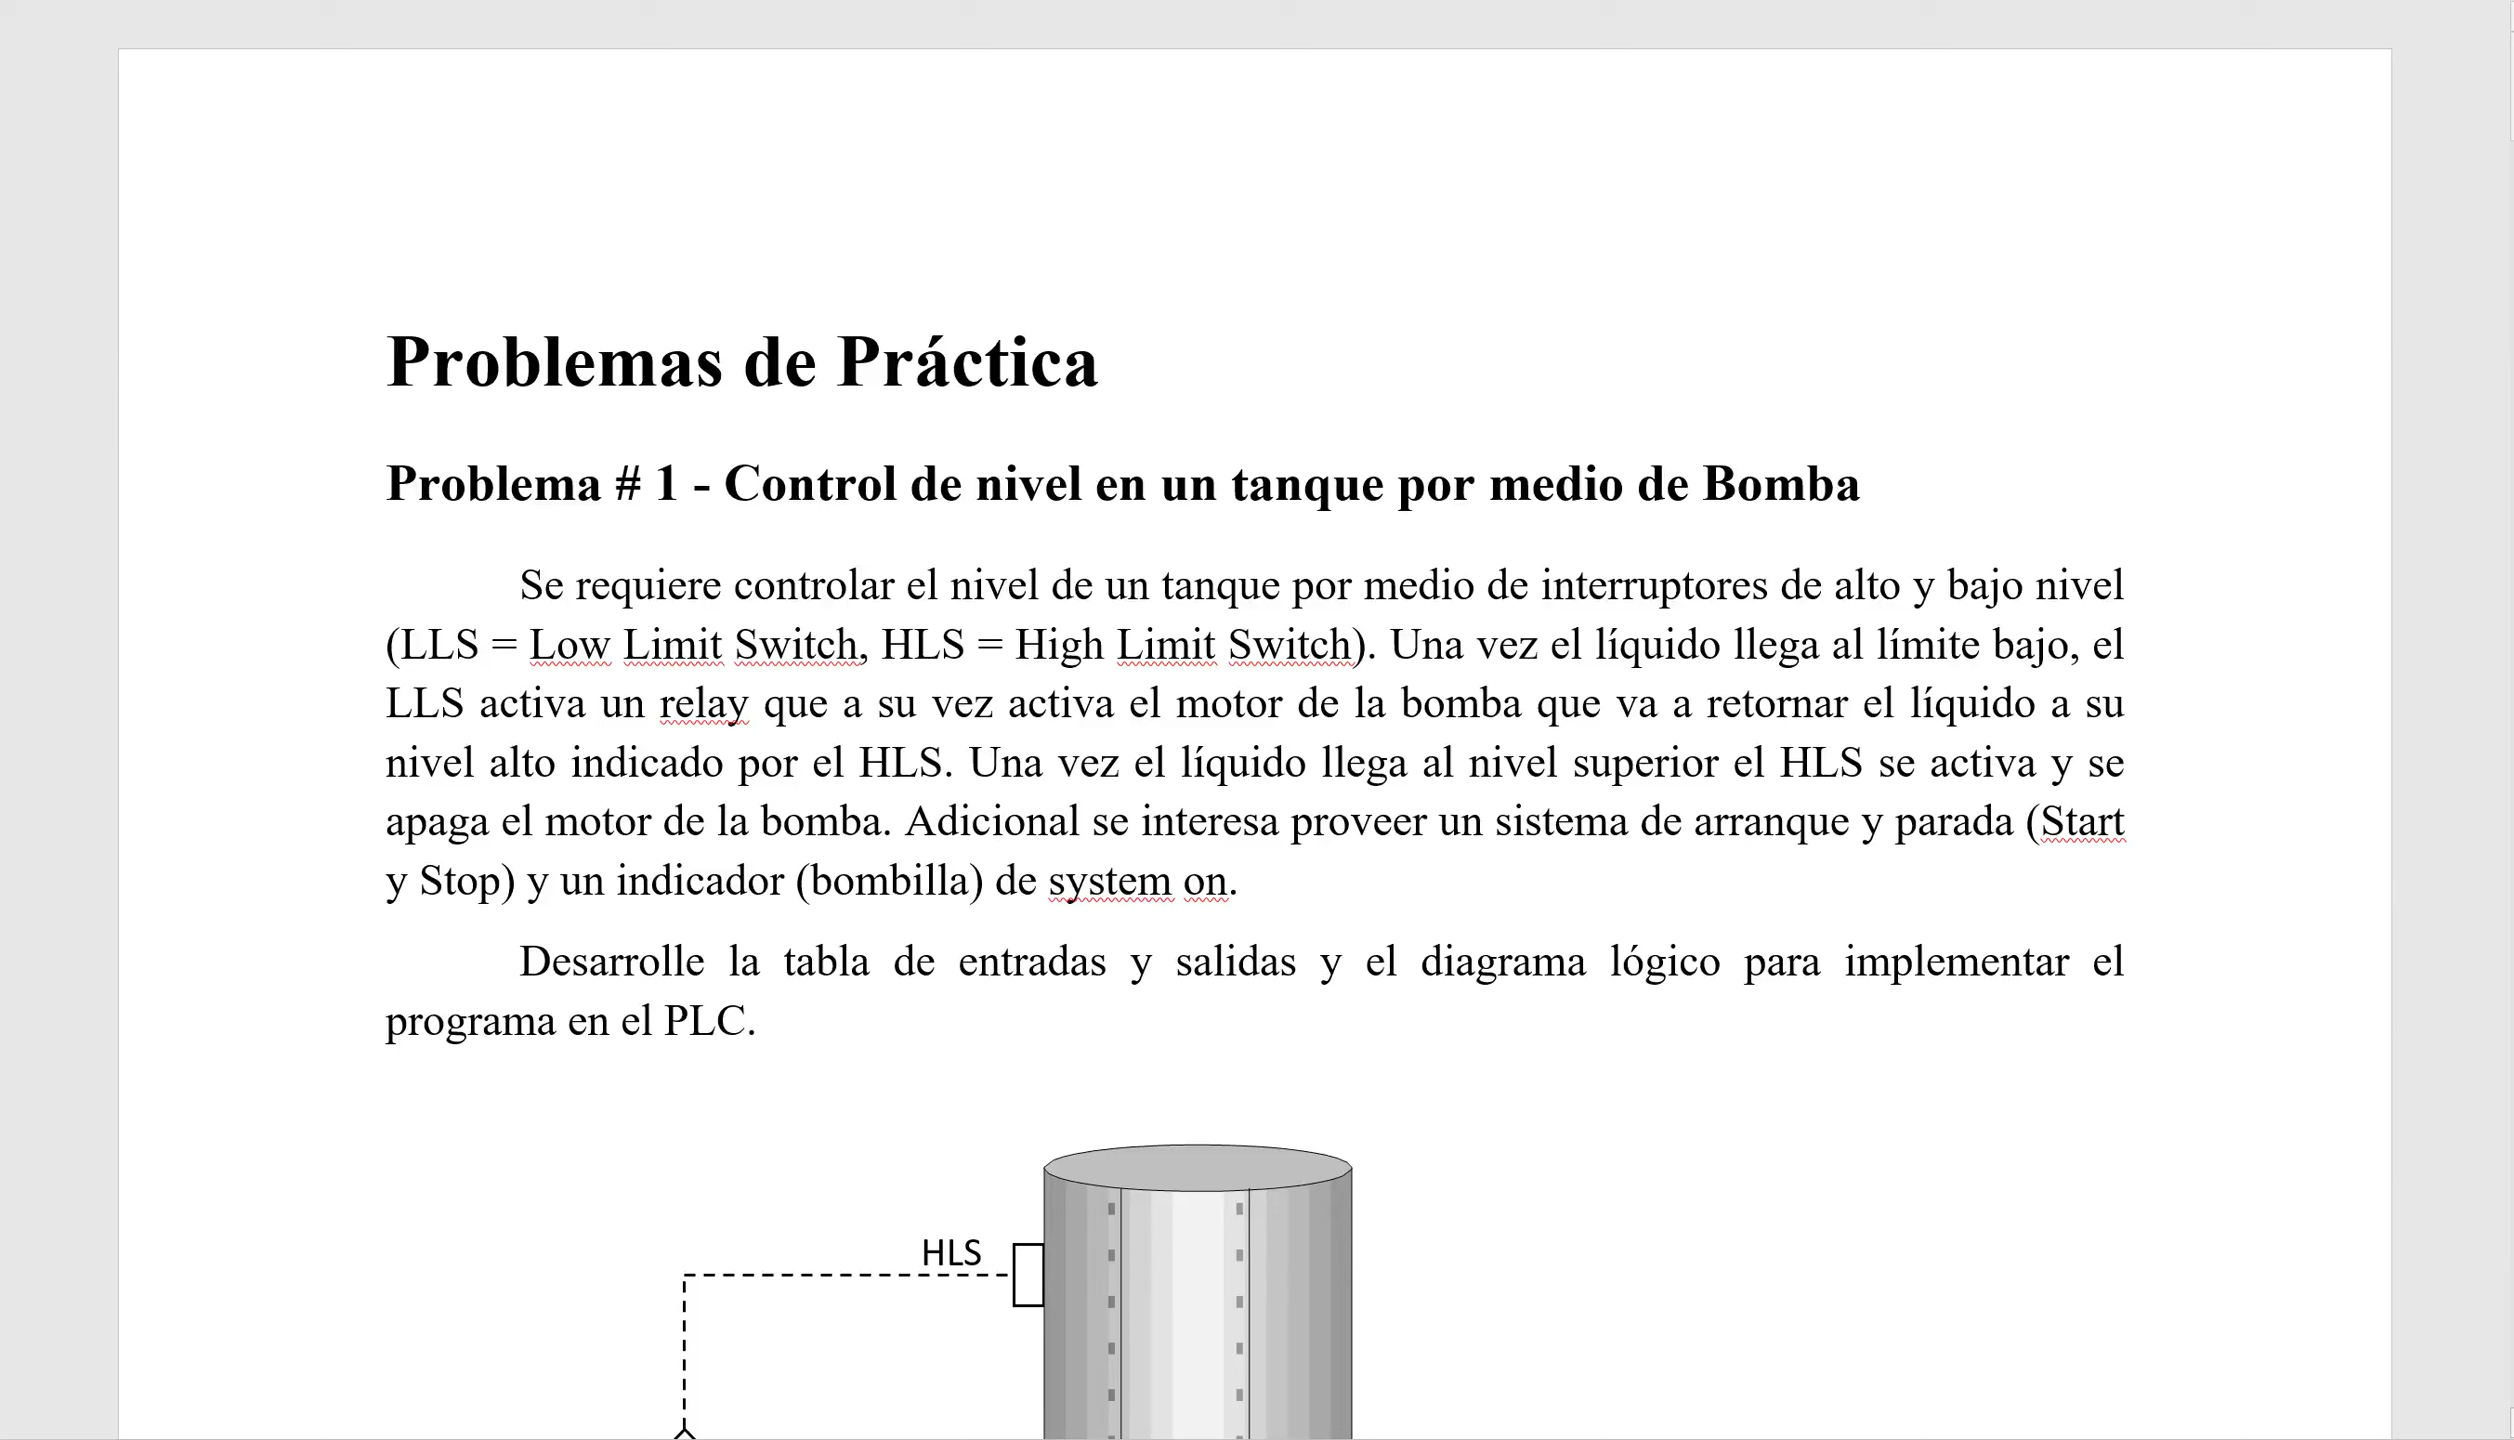 Problemas de Práctica
Problema # 1 - Control de nivel en un tanque por medio de Bomba
Se requiere controlar el nivel de un tanque por medio de interruptores de alto y bajo nivel
(LLS = Low Limit Switch, HLS = High Limit Switch). Una vez el líquido llega al límite bajo, el
LLS activa un relay que a su vez activa el motor de la bomba que va a retornar el líquido a su
nivel alto indicado por el HLS. Una vez el líquido llega al nivel superior el HLS se activa y se
apaga el motor de la bomba. Adicional se interesa proveer un sistema de arranque y parada (Start
y Stop) y un indicador (bombilla) de system on.
Desarrolle la tabla de entradas y salidas y el diagrama lógico para implementar el
programa en el PLC.
HLS